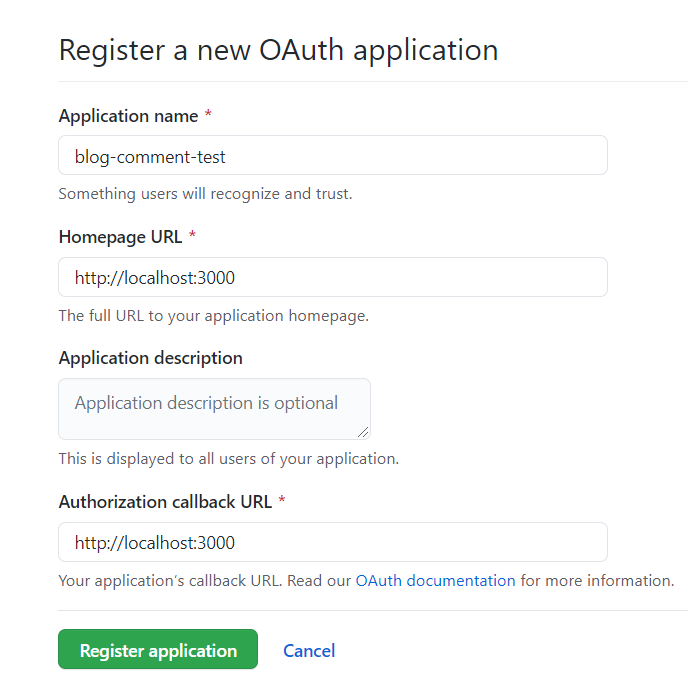 Register a new OAuth application
Application name *
blog-comment-test
Something users will recognize and trust.
Homepage URL *
http://localhost:3000
The full URL to your application homepage.
Application description
Application description is optional
This is displayed to all users of your application.
Authorization callback URL *
http://localhost:3000
Your application’s callback URL. Read our OAuth documentation for more information.
Register application Cancel